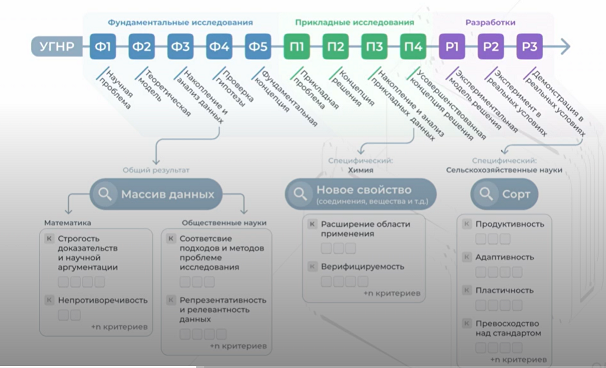 Фундаментальные исследования
Прикладные исследования
Разработки
УГНР
Ф1
Ф2
Ф3
Ф4
Ф5
П1
П2
П3
П4
Р1
Р2
Р3
Научная
проблема
Теоретическая
модель
Накопление и
анализ данных
Проверка
гипотезы
Фундаментальная
концепция
Прикладная
проблема
Концепция
решения
Накопление и анализ
прикладных данных
Усовершенствованная
концепция решения
Экспериментальная
модель решения
Эксперимент в
реальных условиях
Демонстрация в
реальных условиях
Общий результат
Массив данных
Математика
К Строгость
доказательств
и научной
аргументации
К Непротиворечивость
+n критериев
Общественные науки
К Соответсвие
подходов и методов
проблеме
исследования
К Репрезентативность
и релевантность
данных
+n критериев
Специфический:
Химия
Новое свойство
(соединения, вещества и т.д.)
К Расширение области
применения
К Верифицируемость
+n критериев
Специфический:
Сельскохозяйственные науки
Сорт
К Продуктивность
К Адаптивность
К Пластичность
К Превосходство
над стандартом
+n критериев